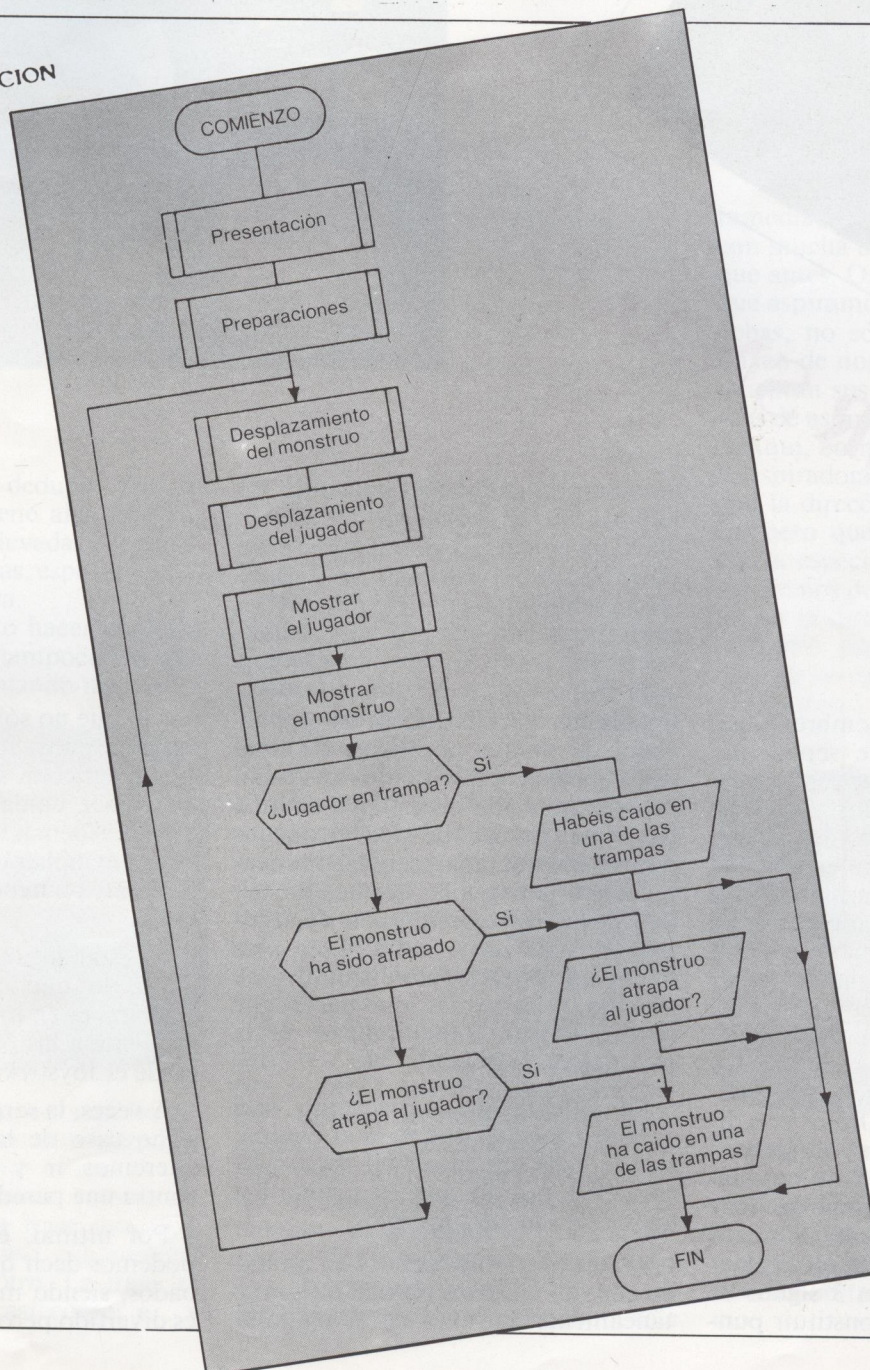 CION
COMIENZO
Presentación
Preparaciones
Desplazamiento
del monstruo
Desplazamiento
del jugador
Mostrar
el jugador
Mostrar
el monstruo
¿Jugador en trampa?
Si
Habéis caido en
una de las
trampas
El monstruo
ha sido atrapado
Si
¿El monstruo
atrapa
al jugador?
¿El monstruo
atrapa al jugador?
Si
El monstruo
ha caido en una
de las trampas
FIN